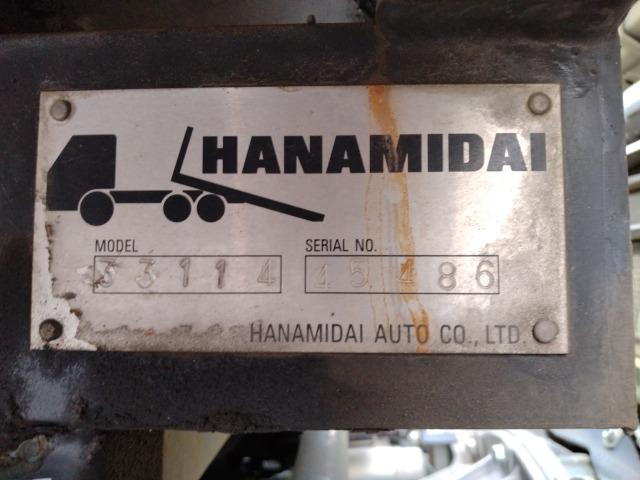 HANAMIDAI
MODEL SERIAL NO.
33114 45486
HANAMIDAI AUTO CO., LTD.